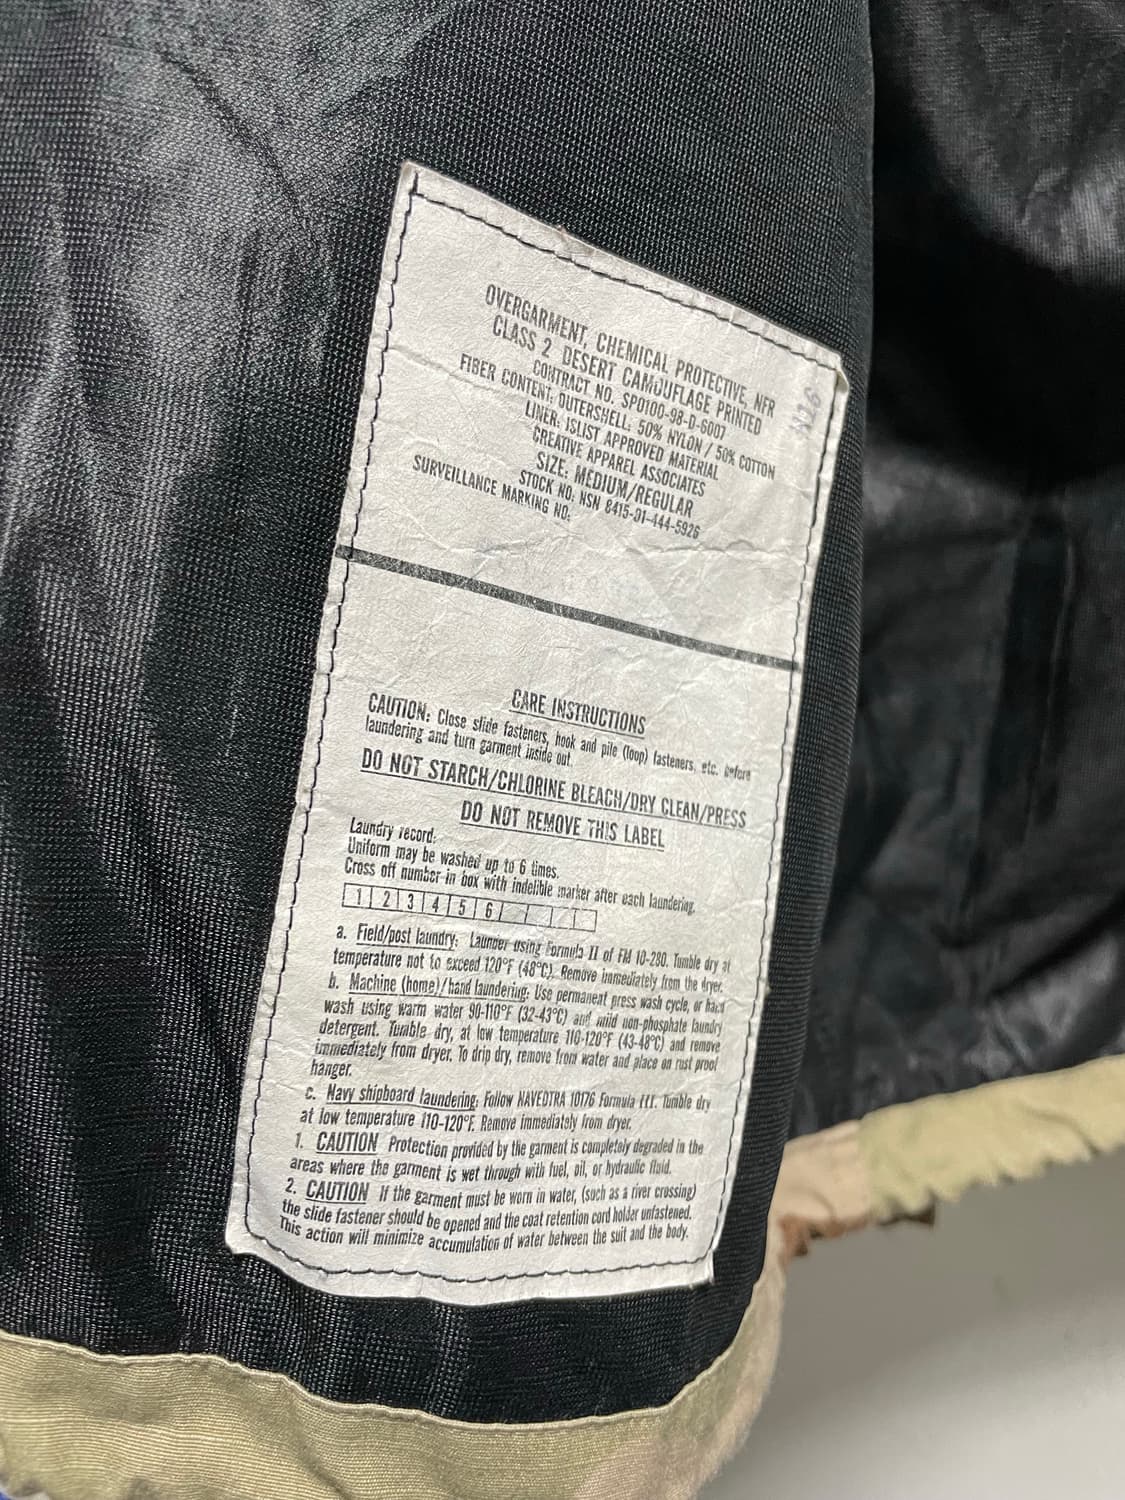 OVERGARMENT, CHEMICAL PROTECTIVE, NFR
CLASS 2 DESERT CAMOUFLAGE PRINTED
CONTRACT NO. SPO100-98-D-6007
FIBER CONTENT: OUTERSHELL: 50% NYLON / 50% COTTON
LINER: ISLIST APPROVED MATERIAL
CREATIVE APPAREL ASSOCIATES
SIZE: MEDIUM/REGULAR
STOCK NO. NSN 8415-01-444-5926
SURVEILLANCE MARKING NO:
CARE INSTRUCTIONS
CAUTION: Close slide fasteners, hook and pile (loop) fasteners, etc. before
laundering and turn garment inside out.
DO NOT STARCH/CHLORINE BLEACH/DRY CLEAN/PRESS
DO NOT REMOVE THIS LABEL
Laundry record.
Uniform may be washed up to 6 times.
Cross off number in box with indelible marker after each laundering.
1 2 3 4 5 6
a. Field/post laundry: Launder using Formula II of FM 10-280. Tumble dry at
temperature not to exceed 120°F (48°C). Remove immediately from the dryer.
b. Machine (home)/hand laundering: Use permanent press wash cycle, or hand
wash using warm water 90-110°F (32-43°C) and mild non-phosphate laundry
detergent. Tumble dry, at low temperature 110-120°F (43-48°C) and remove
immediately from dryer. To drip dry, remove from water and place on rust proof
hanger.
c. Navy shipboard laundering: Follow NAVEDTRA 10176 Formula III. Tumble dry
at low temperature 110-120°F. Remove immediately from dryer.
1. CAUTION Protection provided by the garment is completely degraded in the
areas where the garment is wet through with fuel, oil, or hydraulic fluid.
2. CAUTION If the garment must be worn in water, (such as a river crossing)
the slide fastener should be opened and the coat retention cord holder unfastened.
This action will minimize accumulation of water between the suit and the body.